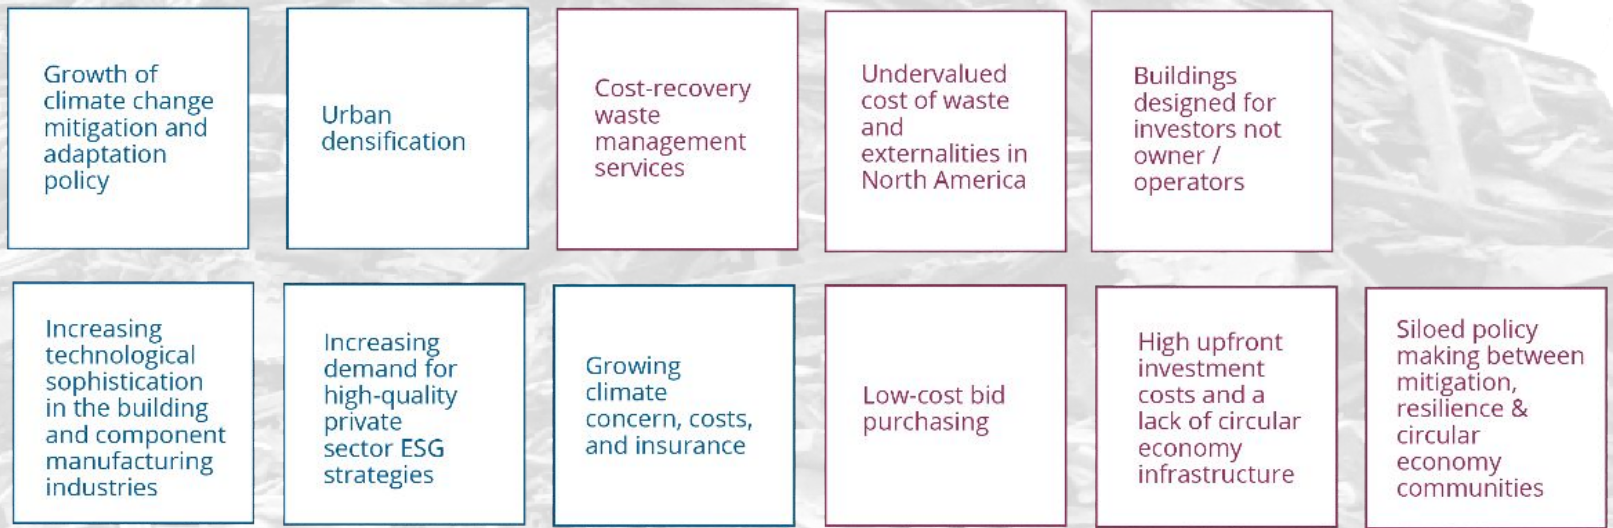 Growth of
climate change
mitigation and
adaptation
policy
Urban
densification
Cost-recovery
waste
management
services
Undervalued
cost of waste
and
externalities in
North America
Buildings
designed for
investors not
owner /
operators
Increasing
technological
sophistication
in the building
and component
manufacturing
industries
Increasing
demand for
high-quality
private
sector ESG
strategies
Growing
climate
concern, costs,
and insurance
Low-cost bid
purchasing
High upfront
investment
costs and a
lack of circular
economy
infrastructure
Siloed policy
making between
mitigation,
resilience &
circular
economy
communities